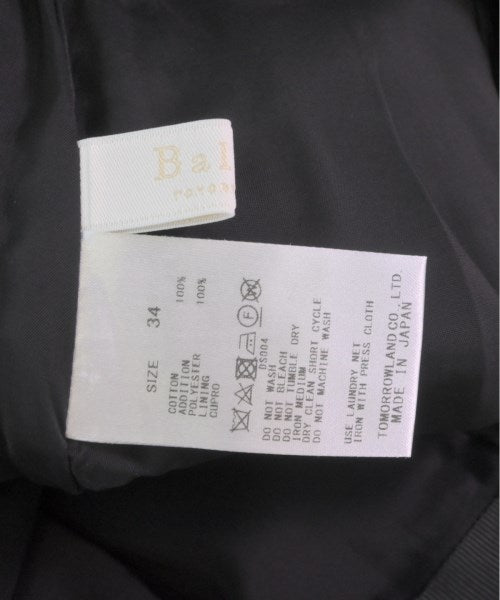 Bal
SIZE 34
COTTON 100%
ADDITION
POLYESTER 100%
LINING
CUPRO
DS004
DO NOT WASH
DO NOT BLEACH
DO NOT TUMBLE DRY
IRON MEDIUM
DRY CLEAN SHORT CYCLE
DO NOT MACHINE WASH
USE LAUNDRY NET
IRON WITH PRESS CLOTH
TOMORROWLAND CO., LTD.
MADE IN JAPAN